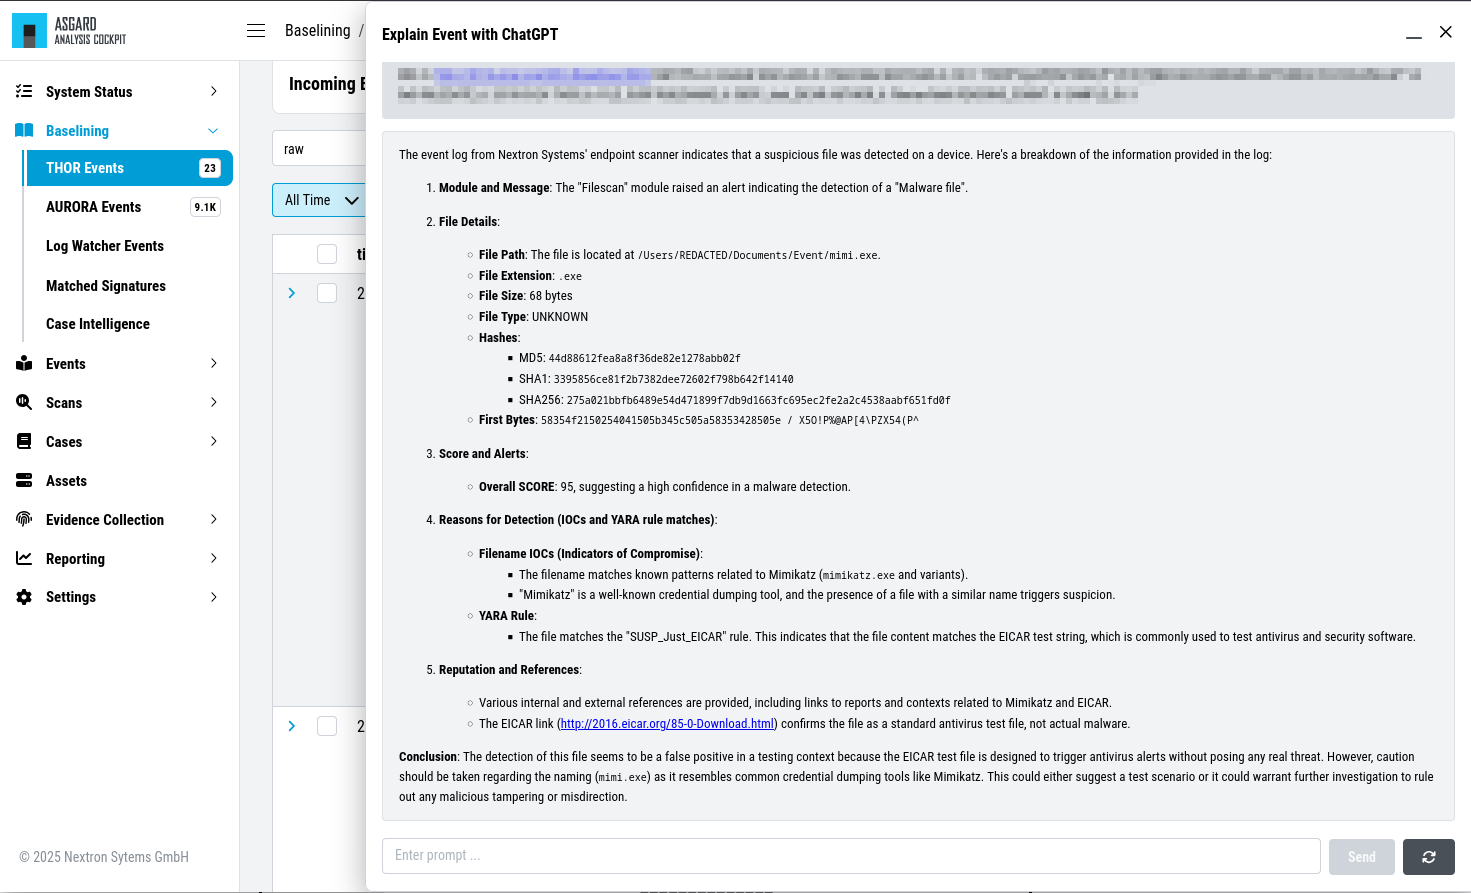 ASGARD
ANALYSIS COCKPIT
Baselining /
Explain Event with ChatGPT
System Status
Baselining
THOR Events 23
AURORA Events 9.1K
Log Watcher Events
Matched Signatures
Case Intelligence
Events
Scans
Cases
Assets
Evidence Collection
Reporting
Settings
© 2025 Nextron Sytems GmbH
Incoming E
raw
All Time
ti
2
2
The event log from Nextron Systems' endpoint scanner indicates that a suspicious file was detected on a device. Here's a breakdown of the information provided in the log:
1. Module and Message: The "Filescan" module raised an alert indicating the detection of a "Malware file".
2. File Details:
File Path: The file is located at /Users/REDACTED/Documents/Event/mimi.exe.
File Extension: .exe
File Size: 68 bytes
File Type: UNKNOWN
Hashes:
MD5: 44d88612fea8a8f36de82e1278abb02f
SHA1: 3395856ce81f2b7382dee72602f798b642f14140
SHA256: 275a021bbfb6489e54d471899f7db9d1663fc695ec2fe2a2c4538aabf651fd0f
First Bytes: 58354f2150254041505b345c505a58353428505e / X5O!P%@AP[4\PZX54(P^
3. Score and Alerts:
Overall SCORE: 95, suggesting a high confidence in a malware detection.
4. Reasons for Detection (IOCs and YARA rule matches):
Filename IOCs (Indicators of Compromise):
The filename matches known patterns related to Mimikatz (mimikatz.exe and variants).
"Mimikatz" is a well-known credential dumping tool, and the presence of a file with a similar name triggers suspicion.
YARA Rule:
The file matches the "SUSP_Just_EICAR" rule. This indicates that the file content matches the EICAR test string, which is commonly used to test antivirus and security software.
5. Reputation and References:
Various internal and external references are provided, including links to reports and contexts related to Mimikatz and EICAR.
The EICAR link (http://2016.eicar.org/85-0-Download.html) confirms the file as a standard antivirus test file, not actual malware.
Conclusion: The detection of this file seems to be a false positive in a testing context because the EICAR test file is designed to trigger antivirus alerts without posing any real threat. However, caution
should be taken regarding the naming (mimi.exe) as it resembles common credential dumping tools like Mimikatz. This could either suggest a test scenario or it could warrant further investigation to rule
out any malicious tampering or misdirection.
Enter prompt ...
Send